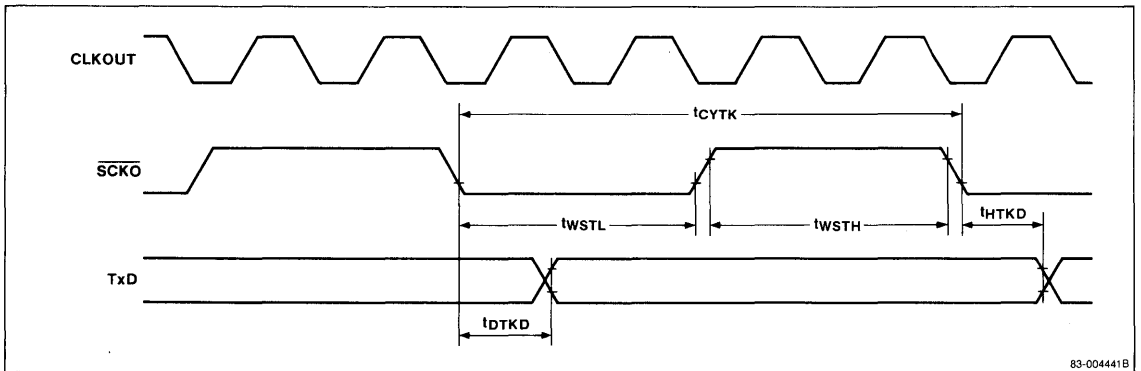 CLKOUT
tCYTK
SCKO
tWSTL
tWSTH
tHTKD
TxD
tDTKD
83-004441B